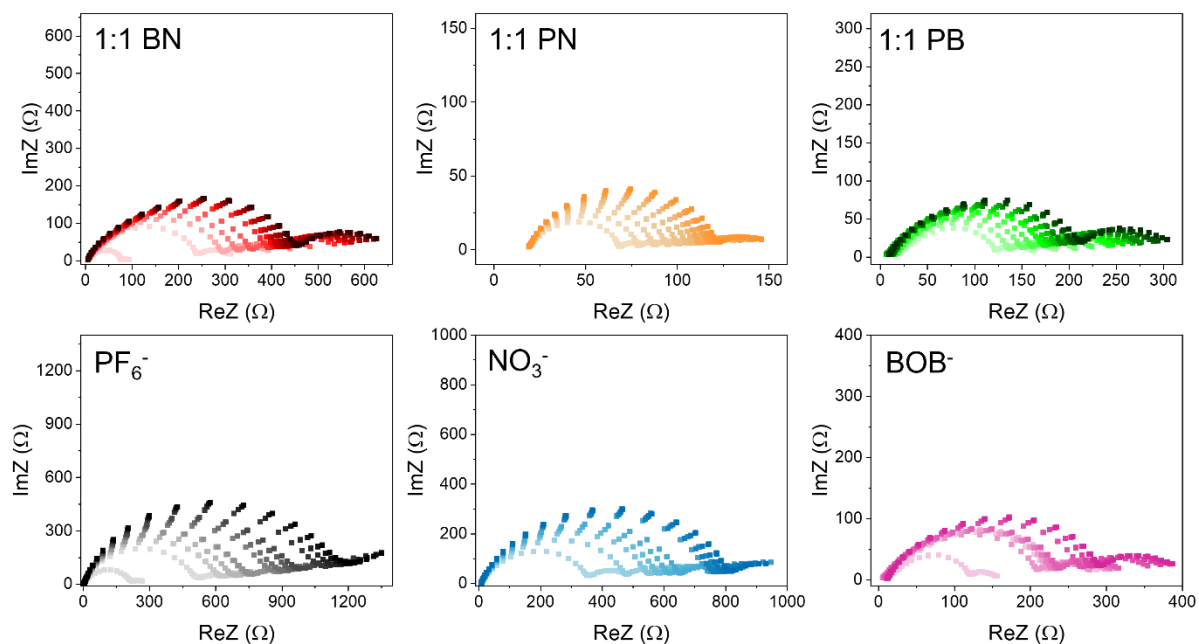 1:1 BN
ImZ (Ω)
600
500
400
300
200
100
0
0 100 200 300 400 500 600
ReZ (Ω)
1:1 PN
ImZ (Ω)
150
100
50
0
0 50 100 150
ReZ (Ω)
1:1 PB
ImZ (Ω)
300
250
200
150
100
50
0
0 50 100 150 200 250 300
ReZ (Ω)
PF₆⁻
ImZ (Ω)
1200
900
600
300
0
0 300 600 900 1200
ReZ (Ω)
NO₃⁻
ImZ (Ω)
1000
800
600
400
200
0
0 200 400 600 800 1000
ReZ (Ω)
BOB⁻
ImZ (Ω)
400
300
200
100
0
0 100 200 300 400
ReZ (Ω)